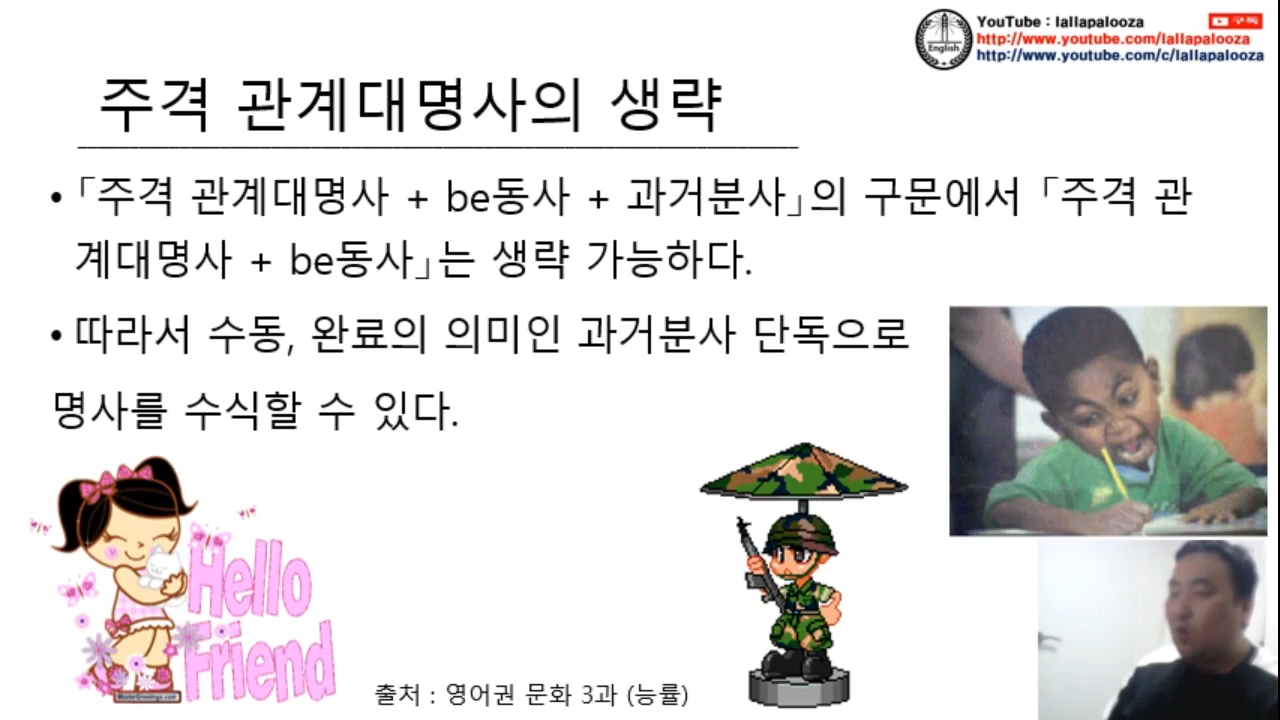 YouTube : lallapalooza
구독
http://www.youtube.com/lallapalooza
English
http://www.youtube.com/c/lallapalooza
주격 관계대명사의 생략
• 「주격 관계대명사 + be동사 + 과거분사」의 구문에서 「주격 관
계대명사 + be동사」는 생략 가능하다.
• 따라서 수동, 완료의 의미인 과거분사 단독으로
명사를 수식할 수 있다.
Hello
Friend
출처 : 영어권 문화 3과 (능률)